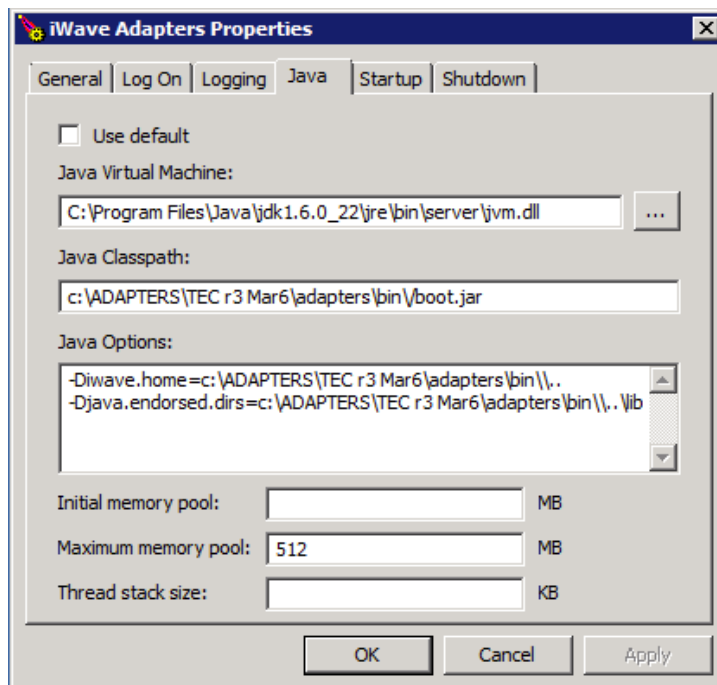 iWave Adapters Properties
General Log On Logging Java Startup Shutdown
Use default
Java Virtual Machine:
C:\Program Files\Java\jdk1.6.0_22\jre\bin\server\jvm.dll ...
Java Classpath:
c:\ADAPTERS\TEC r3 Mar6\adapters\bin\/boot.jar
Java Options:
-Diwave.home=c:\ADAPTERS\TEC r3 Mar6\adapters\bin\\..
-Djava.endorsed.dirs=c:\ADAPTERS\TEC r3 Mar6\adapters\bin\\..\lib
Initial memory pool: MB
Maximum memory pool: 512 MB
Thread stack size: KB
OK Cancel Apply